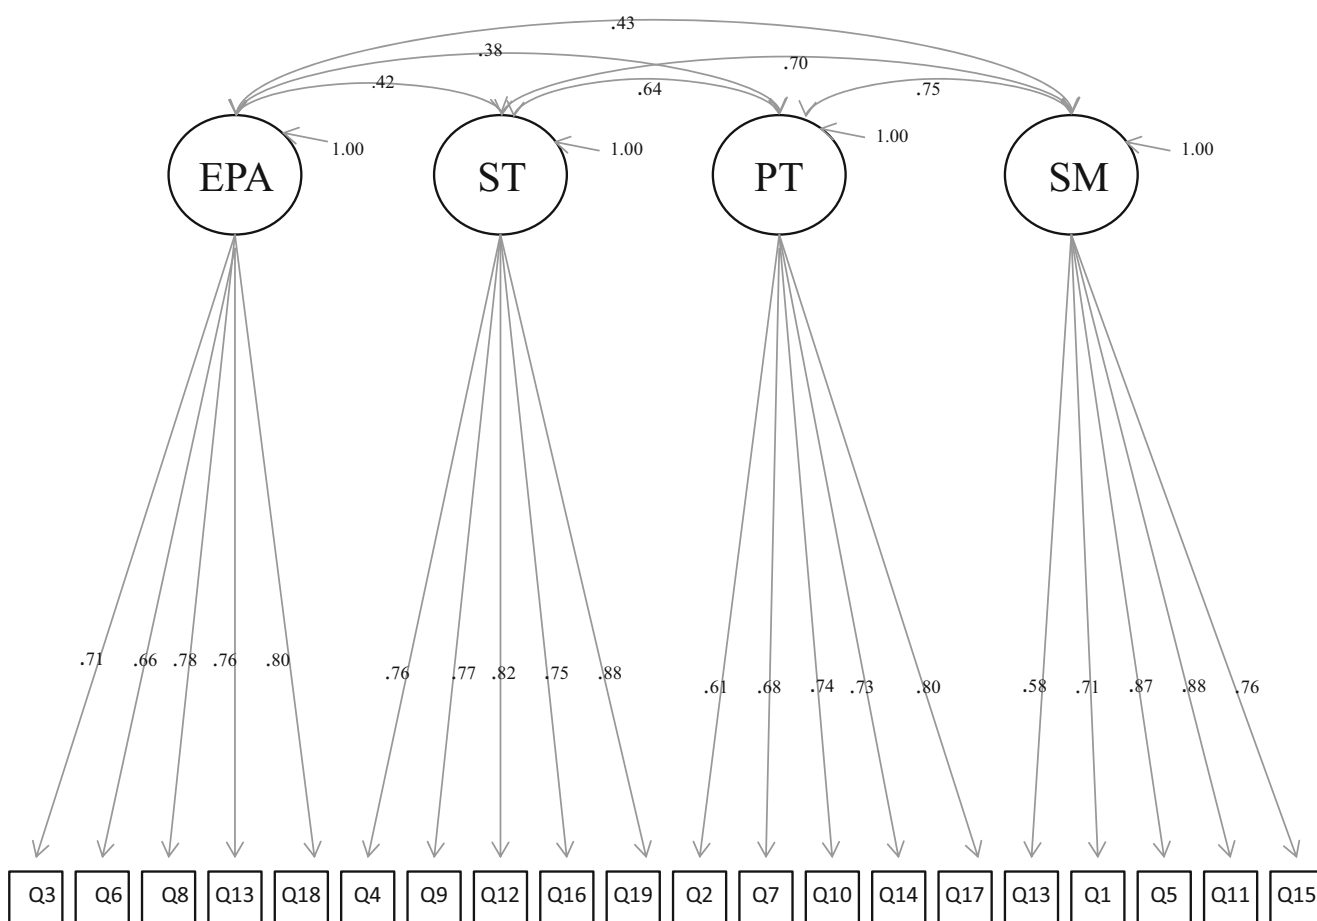 .43
.38
.70
.42
.64
.75
1.00
1.00
1.00
1.00
EPA
ST
PT
SM
.71 .66 .78 .76 .80
.76 .77 .82 .75 .88
.61 .68 .74 .73 .80
.58 .71 .87 .88 .76
Q3 Q6 Q8 Q13 Q18 Q4 Q9 Q12 Q16 Q19 Q2 Q7 Q10 Q14 Q17 Q13 Q1 Q5 Q11 Q15